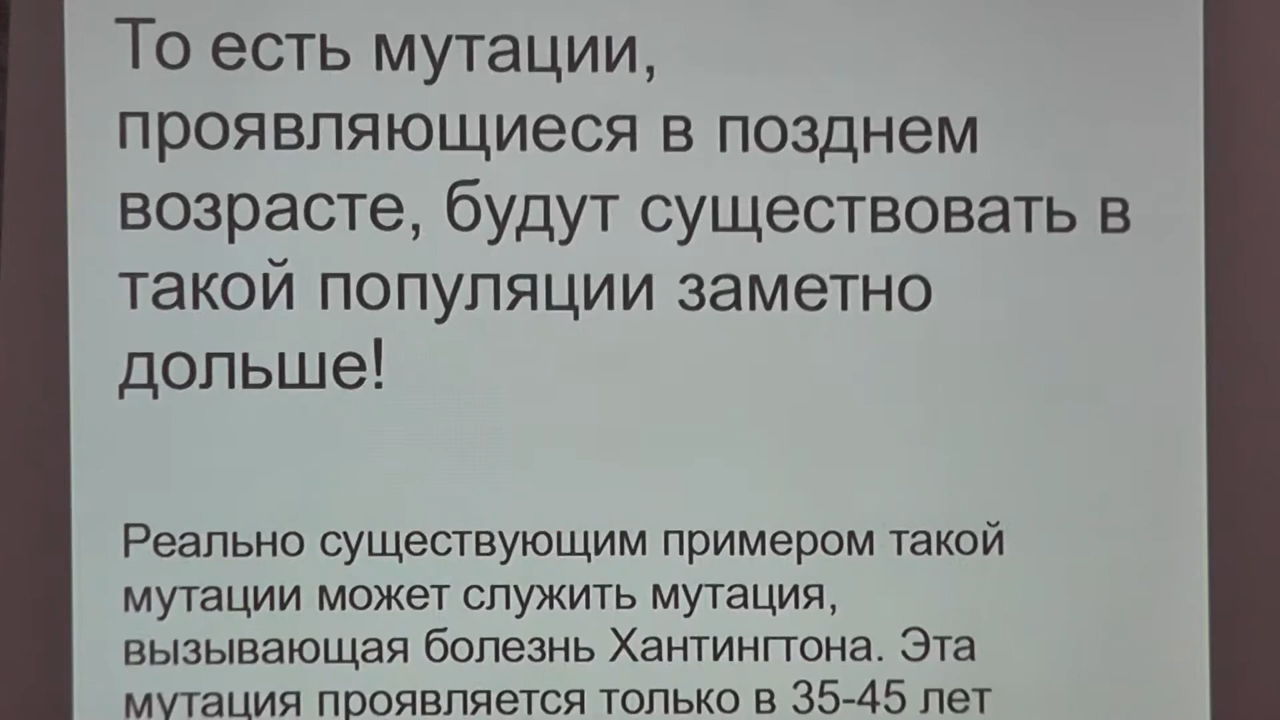 То есть мутации,
проявляющиеся в позднем
возрасте, будут существовать в
такой популяции заметно
дольше!
Реально существующим примером такой
мутации может служить мутация,
вызывающая болезнь Хантингтона. Эта
мутация проявляется только в 35-45 лет